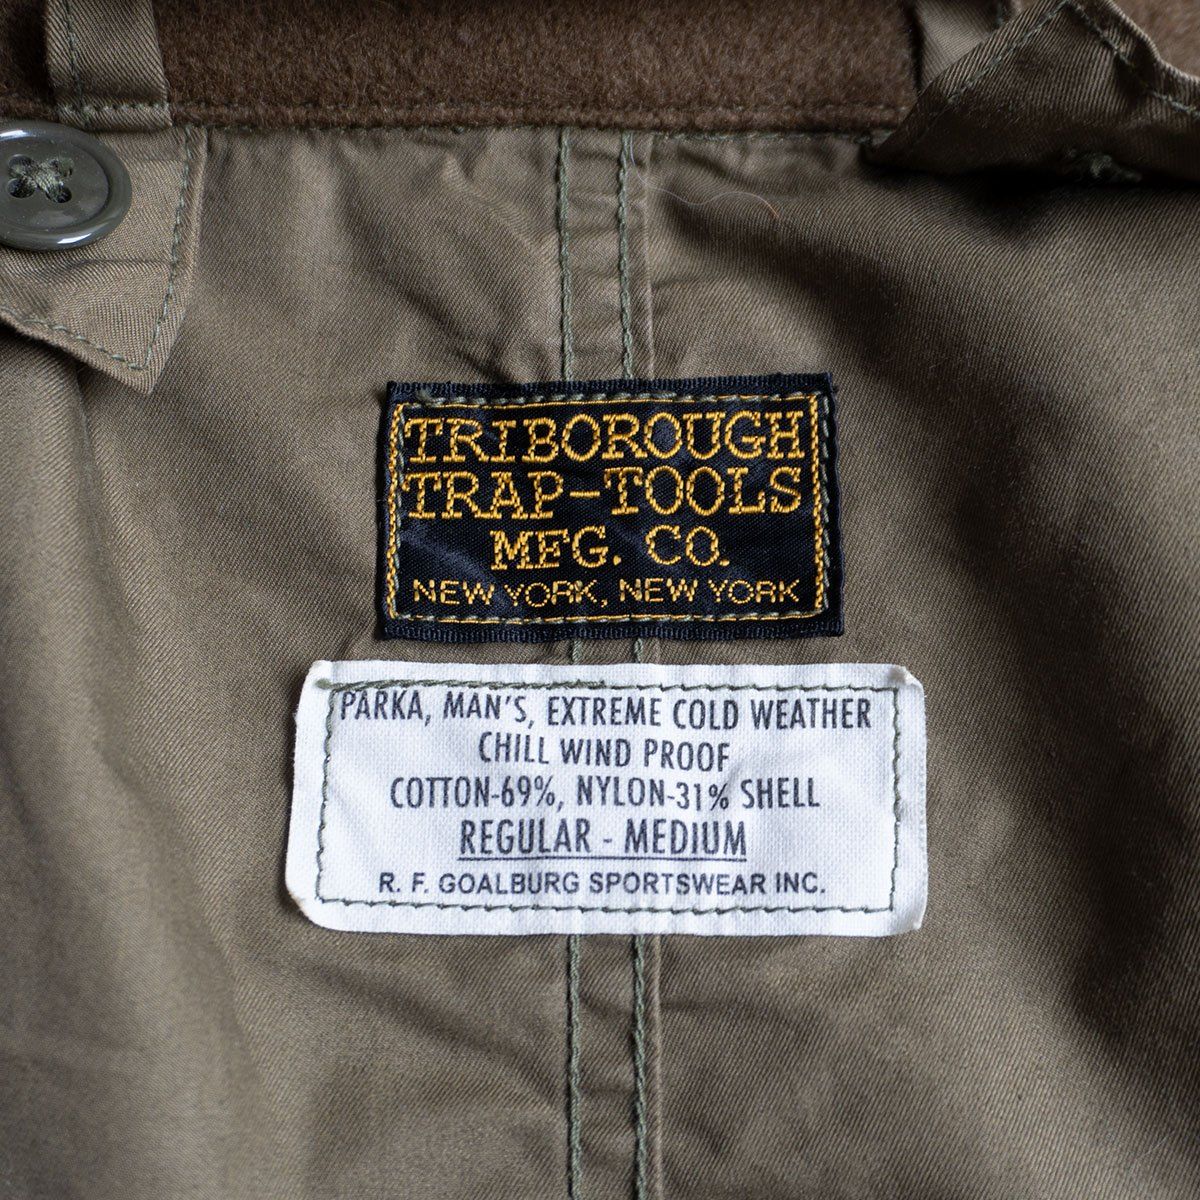 TRIBOROUGH
TRAP-TOOLS
MFG. CO.
NEW YORK, NEW YORK
PARKA, MAN'S, EXTREME COLD WEATHER
CHILL WIND PROOF
COTTON-69%, NYLON-31% SHELL
REGULAR - MEDIUM
R. F. GOALBURG SPORTSWEAR INC.